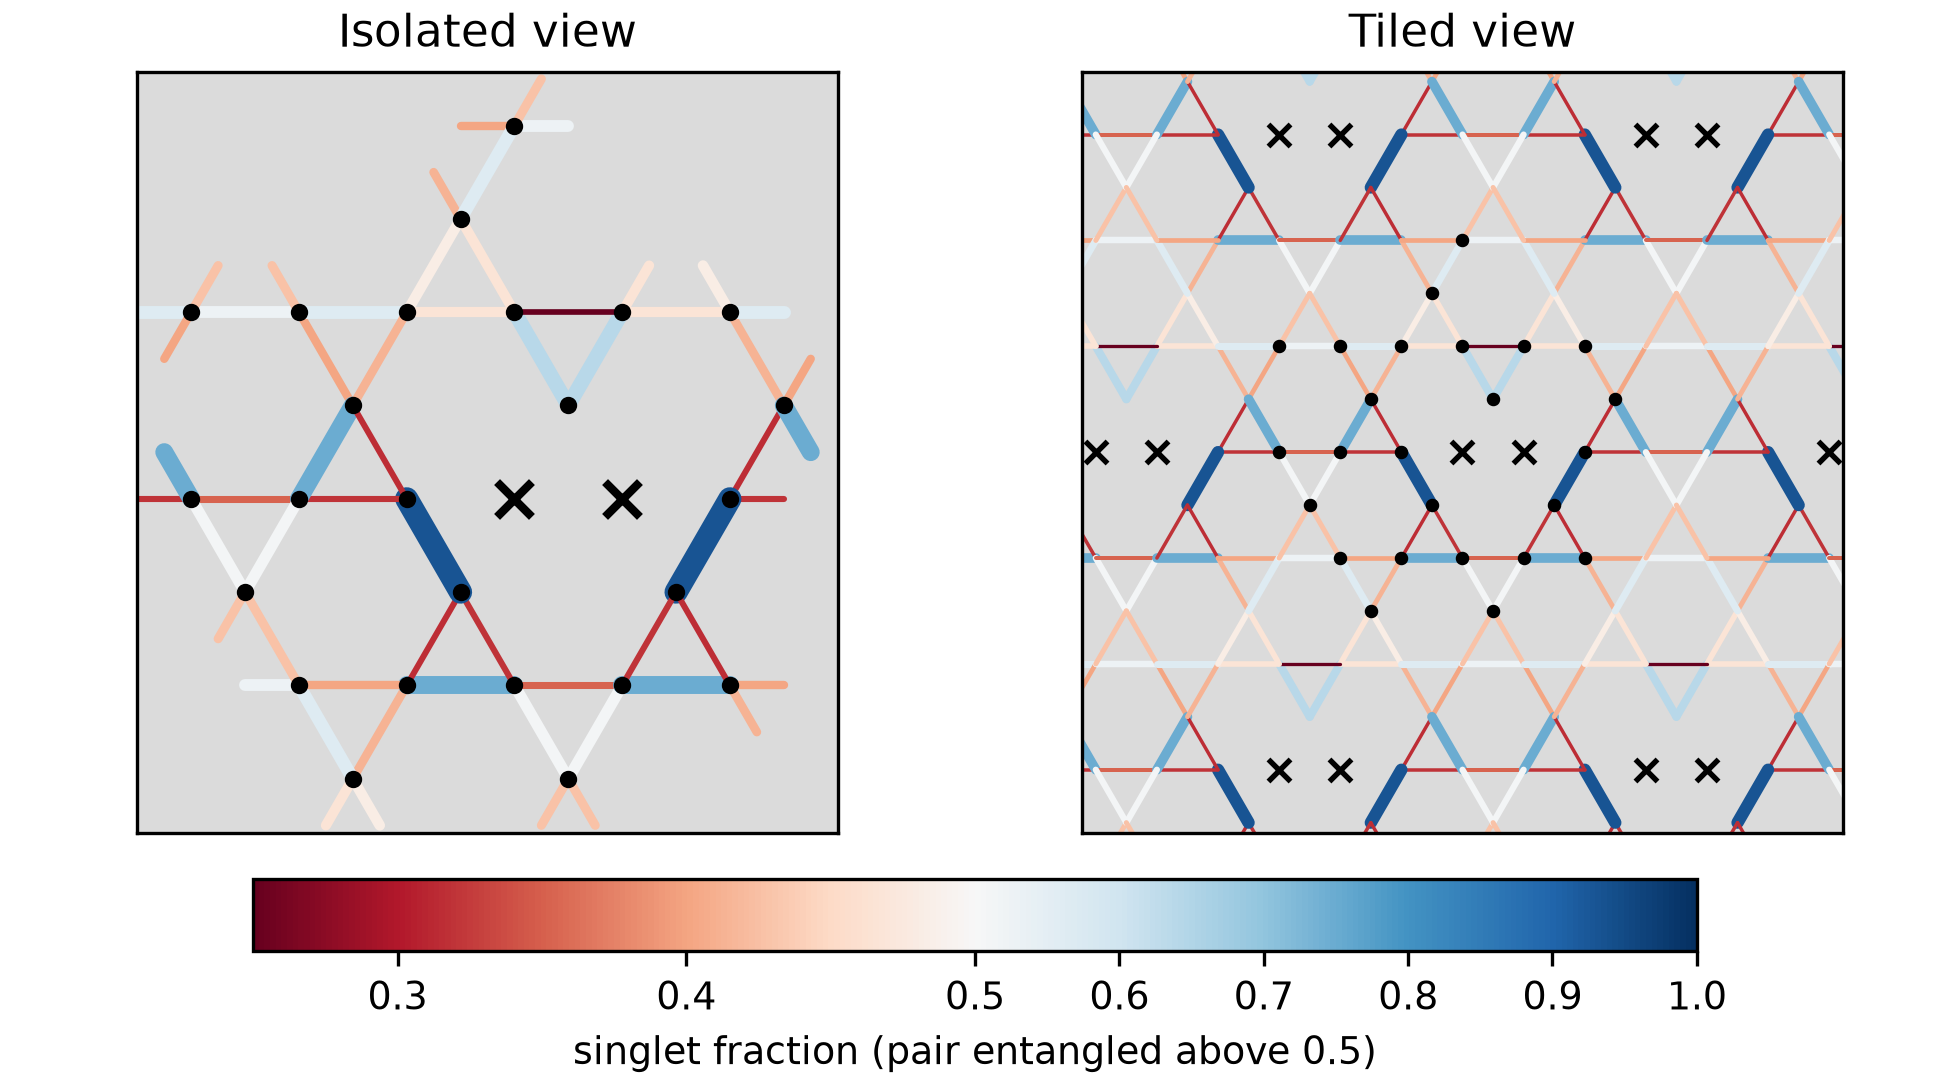 Isolated view
Tiled view
0.3 0.4 0.5 0.6 0.7 0.8 0.9 1.0
singlet fraction (pair entangled above 0.5)